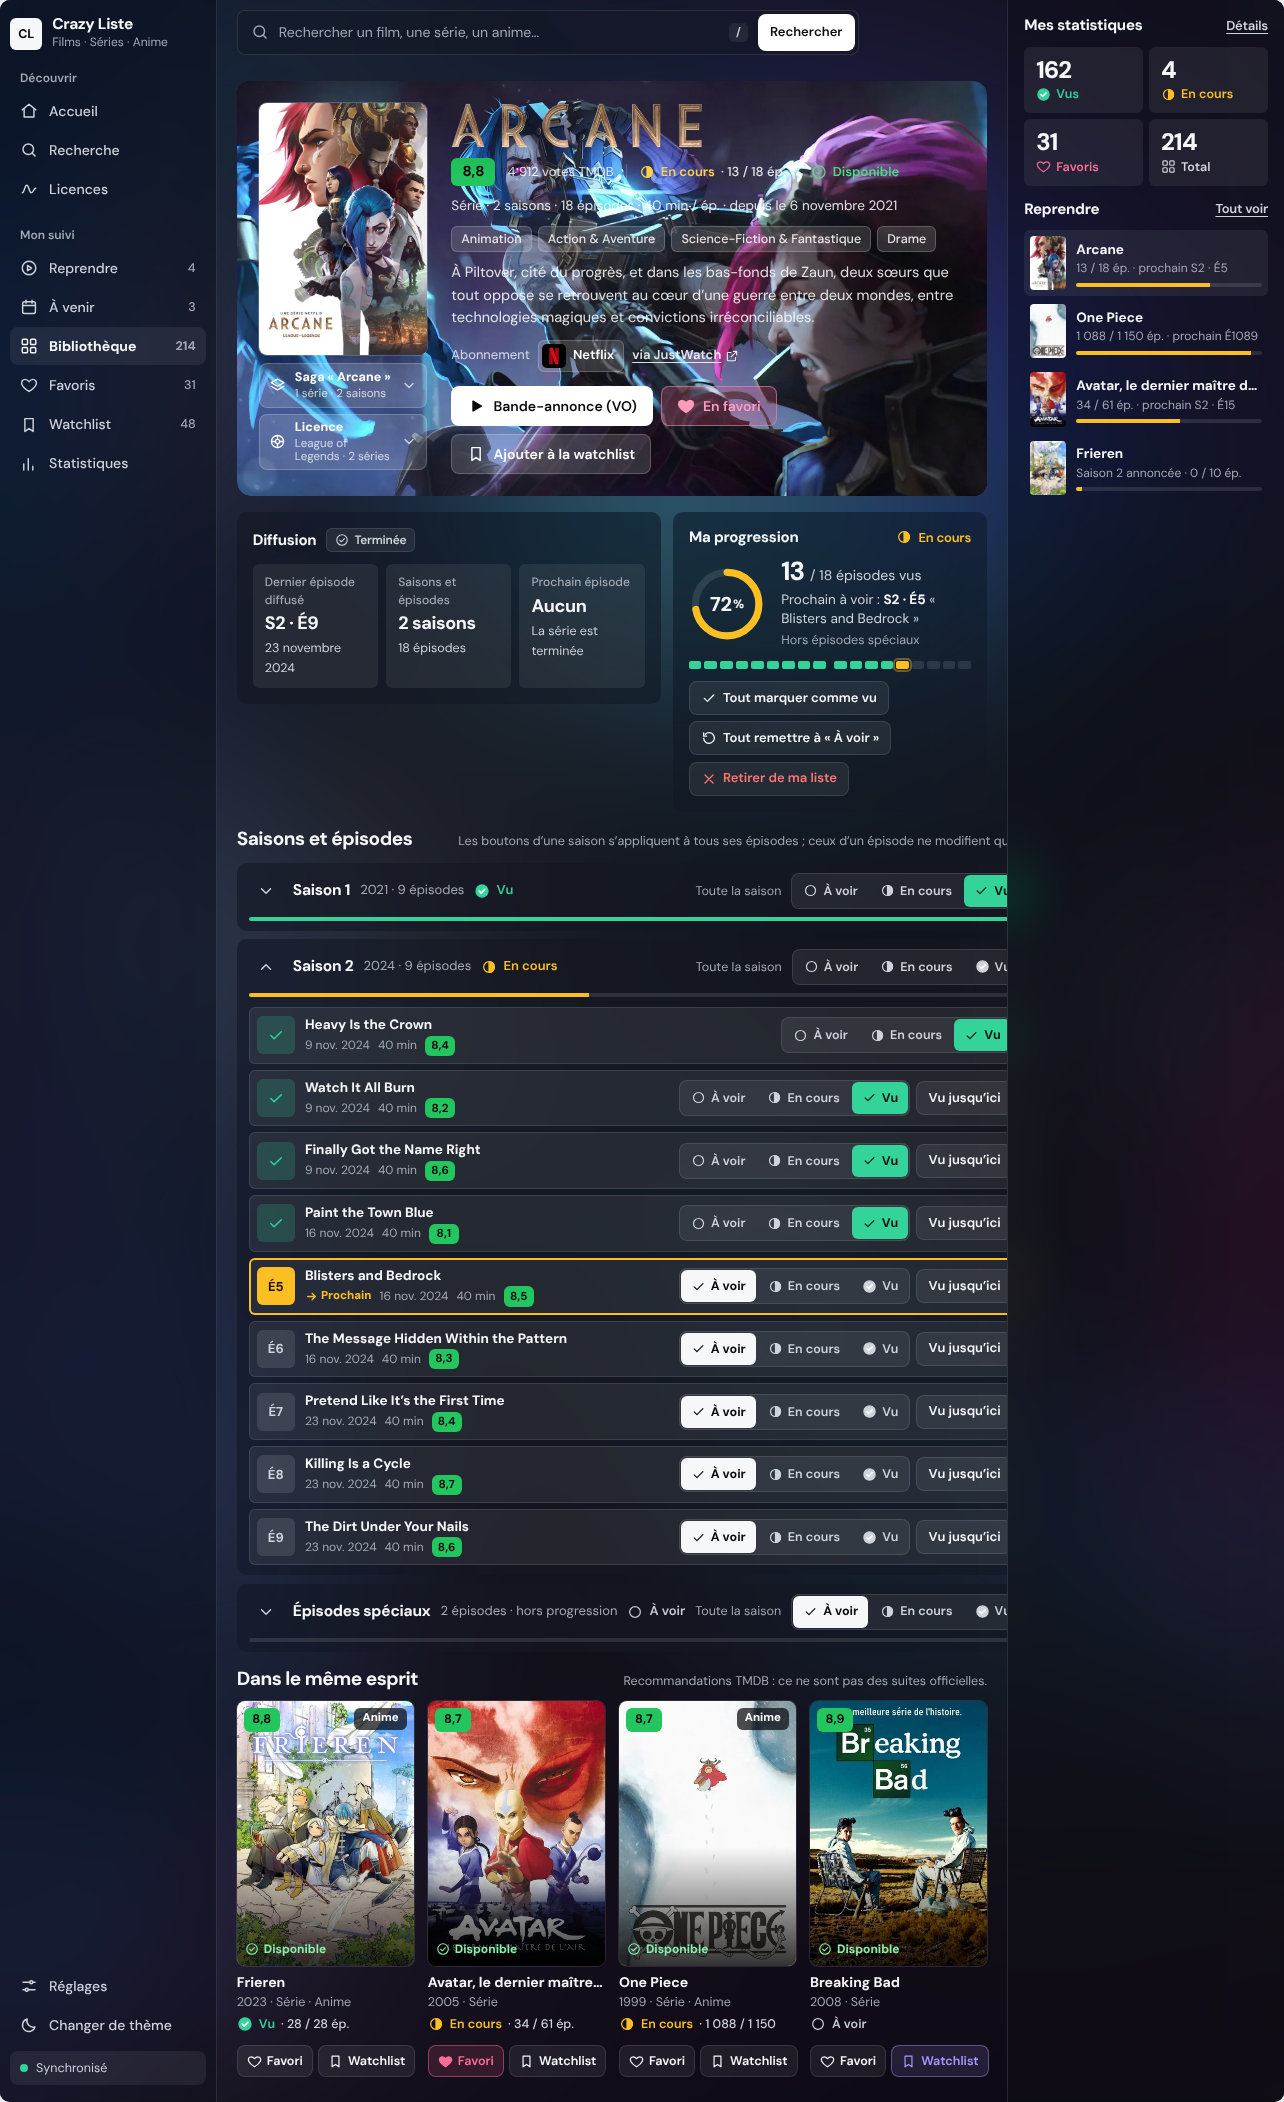 CL
Crazy Liste
Films · Séries · Anime
Découvrir
Accueil
Recherche
Licences
Mon suivi
Reprendre 4
À venir 3
Bibliothèque 214
Favoris 31
Watchlist 48
Statistiques
Réglages
Changer de thème
Synchronisé
Rechercher un film, une série, un anime… / Rechercher
ARCANE
8,8 4 912 votes TMDB En cours · 13 / 18 ép. Disponible
Série · 2 saisons · 18 épisodes · 40 min / ép. · depuis le 6 novembre 2021
Animation Action & Aventure Science-Fiction & Fantastique Drame
À Piltover, cité du progrès, et dans les bas-fonds de Zaun, deux sœurs que
tout oppose se retrouvent au cœur d’une guerre entre deux mondes, entre
technologies magiques et convictions irréconciliables.
Abonnement Netflix via JustWatch
Bande-annonce (VO) En favori
Ajouter à la watchlist
UNE SÉRIE NETFLIX
ARCANE
LEAGUE OF LEGENDS
Saga « Arcane »
1 série · 2 saisons
Licence
League of
Legends · 2 séries
Diffusion Terminée
Dernier épisode
diffusé
S2 · É9
23 novembre
2024
Saisons et
épisodes
2 saisons
18 épisodes
Prochain épisode
Aucun
La série est
terminée
Ma progression En cours
72%
13 / 18 épisodes vus
Prochain à voir : S2 · É5 «
Blisters and Bedrock »
Hors épisodes spéciaux
Tout marquer comme vu
Tout remettre à « À voir »
Retirer de ma liste
Saisons et épisodes Les boutons d’une saison s’appliquent à tous ses épisodes ; ceux d’un épisode ne modifient qu
Saison 1 2021 · 9 épisodes Vu Toute la saison À voir En cours Vu
Saison 2 2024 · 9 épisodes En cours Toute la saison À voir En cours Vu
Heavy Is the Crown
9 nov. 2024 40 min 8,4 À voir En cours Vu
Watch It All Burn
9 nov. 2024 40 min 8,2 À voir En cours Vu Vu jusqu’ici
Finally Got the Name Right
9 nov. 2024 40 min 8,6 À voir En cours Vu Vu jusqu’ici
Paint the Town Blue
16 nov. 2024 40 min 8,1 À voir En cours Vu Vu jusqu’ici
É5 Blisters and Bedrock
→ Prochain 16 nov. 2024 40 min 8,5 À voir En cours Vu Vu jusqu’ici
É6 The Message Hidden Within the Pattern
16 nov. 2024 40 min 8,3 À voir En cours Vu Vu jusqu’ici
É7 Pretend Like It’s the First Time
23 nov. 2024 40 min 8,4 À voir En cours Vu Vu jusqu’ici
É8 Killing Is a Cycle
23 nov. 2024 40 min 8,7 À voir En cours Vu Vu jusqu’ici
É9 The Dirt Under Your Nails
23 nov. 2024 40 min 8,6 À voir En cours Vu Vu jusqu’ici
Épisodes spéciaux 2 épisodes · hors progression À voir Toute la saison À voir En cours Vu
Dans le même esprit Recommandations TMDB : ce ne sont pas des suites officielles.
8,8 Anime
FRIEREN
Disponible
Frieren
2023 · Série · Anime
Vu · 28 / 28 ép.
Favori Watchlist
8,7
AVATAR
Disponible
Avatar, le dernier maître…
2005 · Série
En cours · 34 / 61 ép.
Favori Watchlist
8,7 Anime
ONE PIECE
Disponible
One Piece
1999 · Série · Anime
En cours · 1 088 / 1 150
Favori Watchlist
8,9 meilleure série de l'histoire.
Breaking
Bad
Disponible
Breaking Bad
2008 · Série
À voir
Favori Watchlist
Mes statistiques Détails
162
Vus
4
En cours
31
Favoris
214
Total
Reprendre Tout voir
Arcane
13 / 18 ép. · prochain S2 · É5
One Piece
1 088 / 1 150 ép. · prochain É1089
Avatar, le dernier maître d…
34 / 61 ép. · prochain S2 · É15
Frieren
Saison 2 annoncée · 0 / 10 ép.